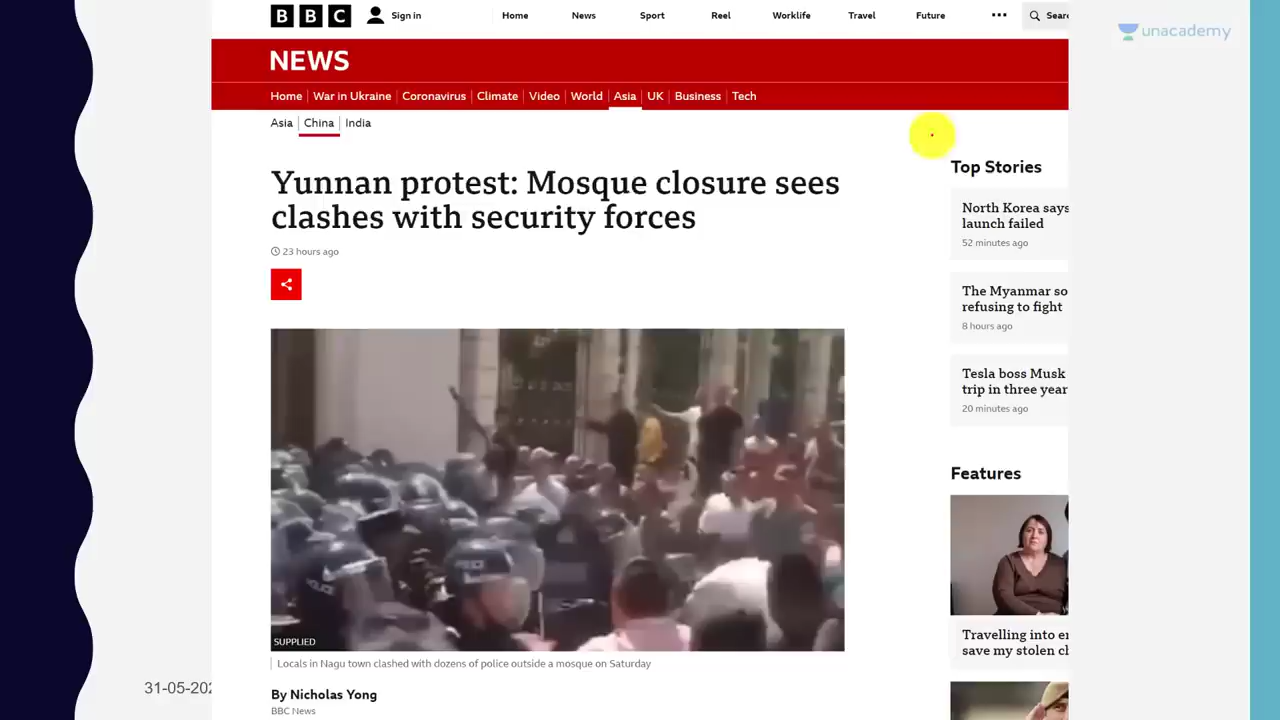 BBC
Sign in
Home
News
Sport
Reel
Worklife
Travel
Future
unacademy
NEWS
Home
War in Ukraine
Coronavirus
Climate
Video
World
Asia
UK
Business
Tech
Asia
China
India
Yunnan protest: Mosque closure sees
clashes with security forces
23 hours ago
SUPPLIED
Locals in Nagu town clashed with dozens of police outside a mosque on Saturday
By Nicholas Yong
BBC News
Top Stories
North Korea says
launch failed
52 minutes ago
The Myanmar so
refusing to fight
8 hours ago
Tesla boss Musk
trip in three year
20 minutes ago
Features
Travelling into
save my stolen
31-05-202